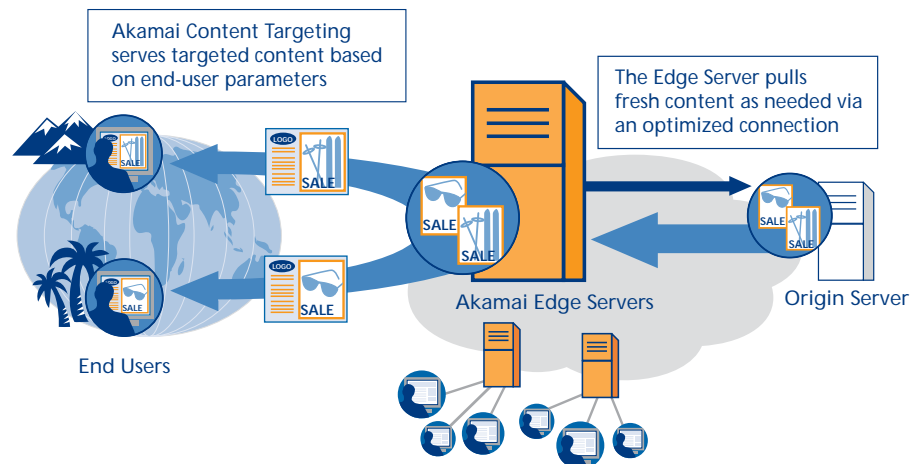 Akamai Content Targeting
serves targeted content based
on end-user parameters
The Edge Server pulls
fresh content as needed via
an optimized connection
LOGO
SALE
LOGO
SALE
SALE
SALE
SALE
SALE
LOGO
SALE
LOGO
SALE
Akamai Edge Servers
Origin Server
End Users